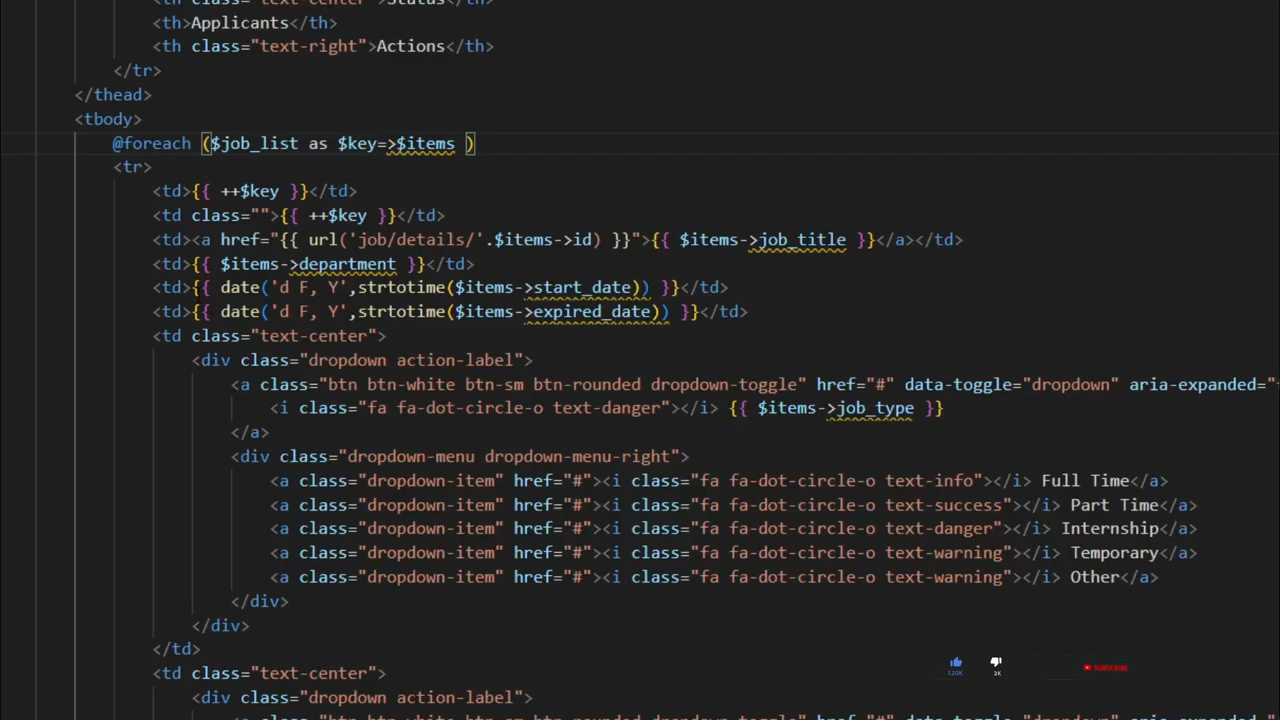 Status</th>
<th>Applicants</th>
<th class="text-right">Actions</th>
</tr>
</thead>
<tbody>
@foreach ($job_list as $key=>$items )
<tr>
<td>{{ ++$key }}</td>
<td class="">{{ ++$key }}</td>
<td><a href="{{ url('job/details/'.$items->id) }}">{{ $items->job_title }}</a></td>
<td>{{ $items->department }}</td>
<td>{{ date('d F, Y',strtotime($items->start_date)) }}</td>
<td>{{ date('d F, Y',strtotime($items->expired_date)) }}</td>
<td class="text-center">
<div class="dropdown action-label">
<a class="btn btn-white btn-sm btn-rounded dropdown-toggle" href="#" data-toggle="dropdown" aria-expanded="
<i class="fa fa-dot-circle-o text-danger"></i> {{ $items->job_type }}
</a>
<div class="dropdown-menu dropdown-menu-right">
<a class="dropdown-item" href="#"><i class="fa fa-dot-circle-o text-info"></i> Full Time</a>
<a class="dropdown-item" href="#"><i class="fa fa-dot-circle-o text-success"></i> Part Time</a>
<a class="dropdown-item" href="#"><i class="fa fa-dot-circle-o text-danger"></i> Internship</a>
<a class="dropdown-item" href="#"><i class="fa fa-dot-circle-o text-warning"></i> Temporary</a>
<a class="dropdown-item" href="#"><i class="fa fa-dot-circle-o text-warning"></i> Other</a>
</div>
</div>
</td>
<td class="text-center">
<div class="dropdown action-label">
120K
2K
SUBSCRIBE